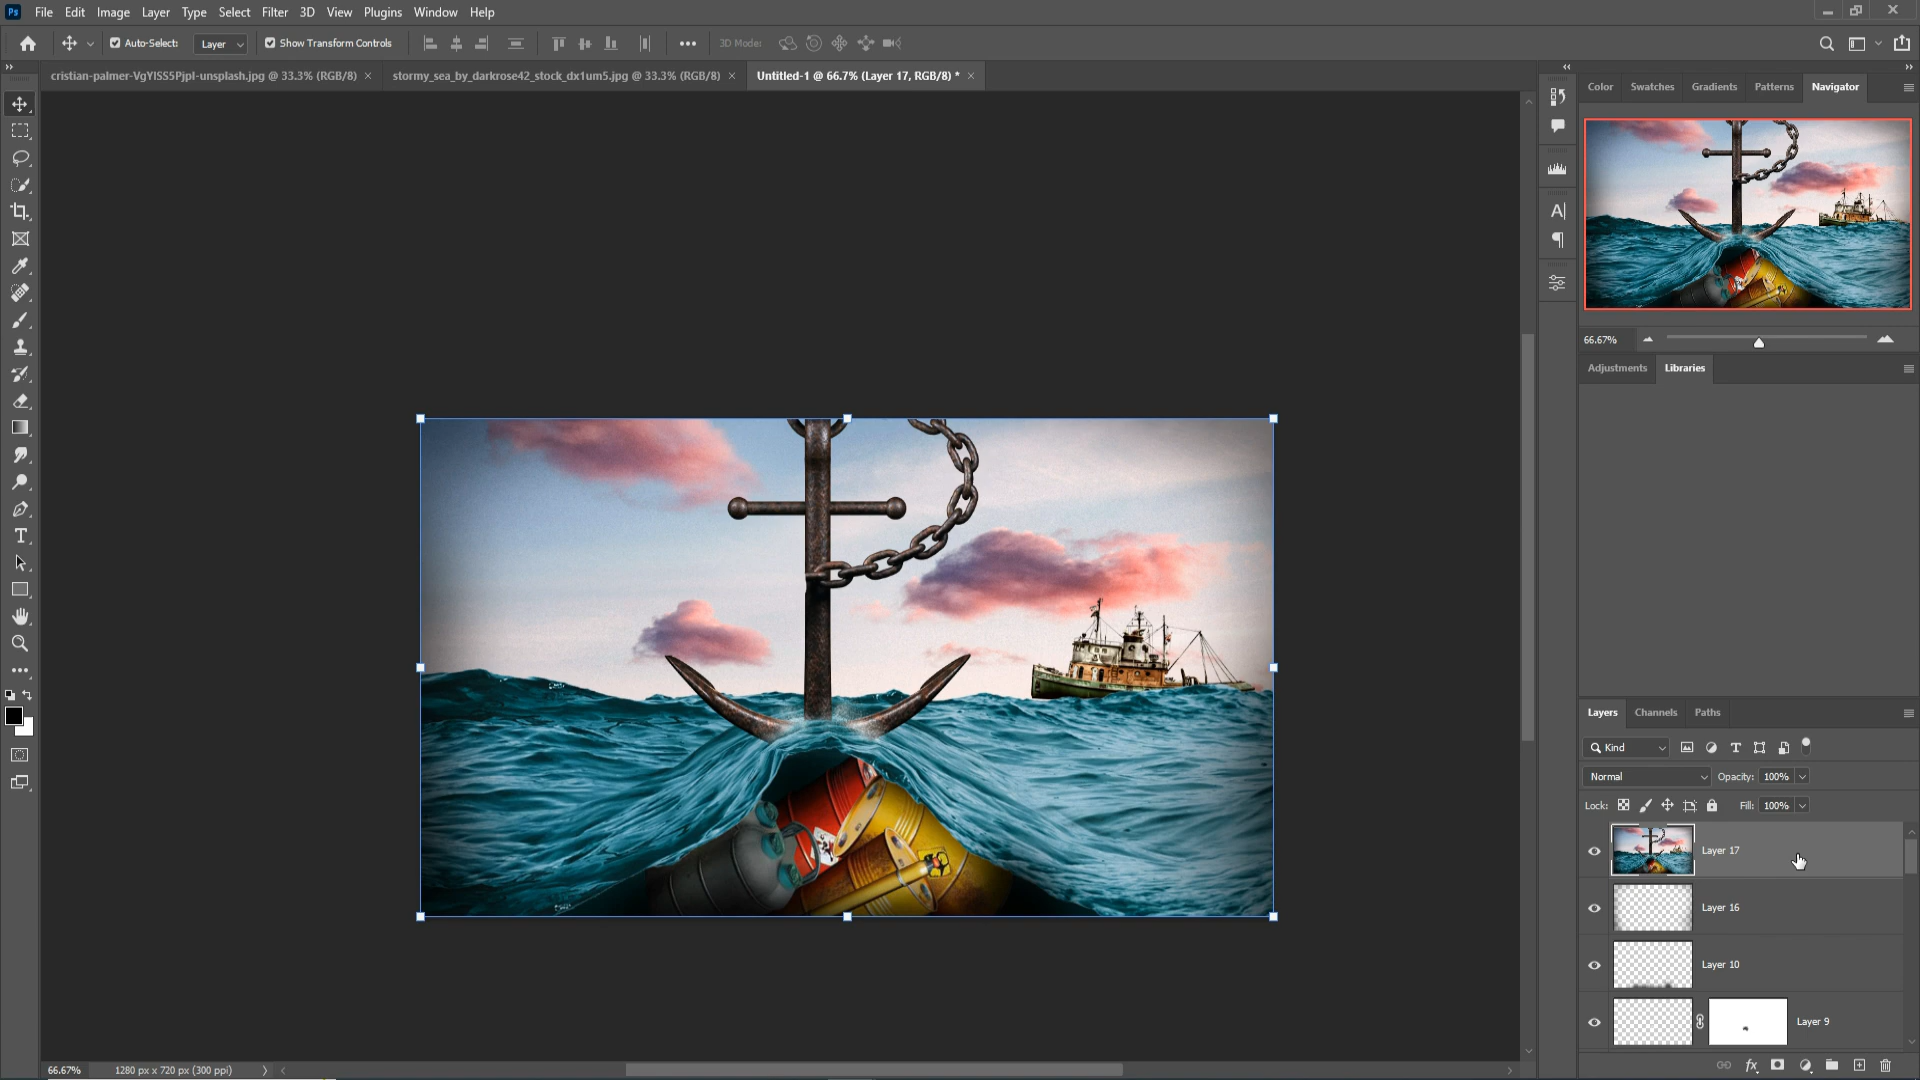 Ps File Edit Image Layer Type Select Filter 3D View Plugins Window Help
Auto-Select: Layer Show Transform Controls 3D Mode:
cristian-palmer-VgYlSS5PjpI-unsplash.jpg @ 33.3% (RGB/8) × stormy_sea_by_darkrose42_stock_dx1um5.jpg @ 33.3% (RGB/8) × Untitled-1 @ 66.7% (Layer 17, RGB/8) * ×
Color Swatches Gradients Patterns Navigator
66.67%
Adjustments Libraries
Layers Channels Paths
Kind
Normal Opacity: 100%
Lock: Fill: 100%
Layer 17
Layer 16
Layer 10
Layer 9
66.67% 1280 px x 720 px (300 ppi)